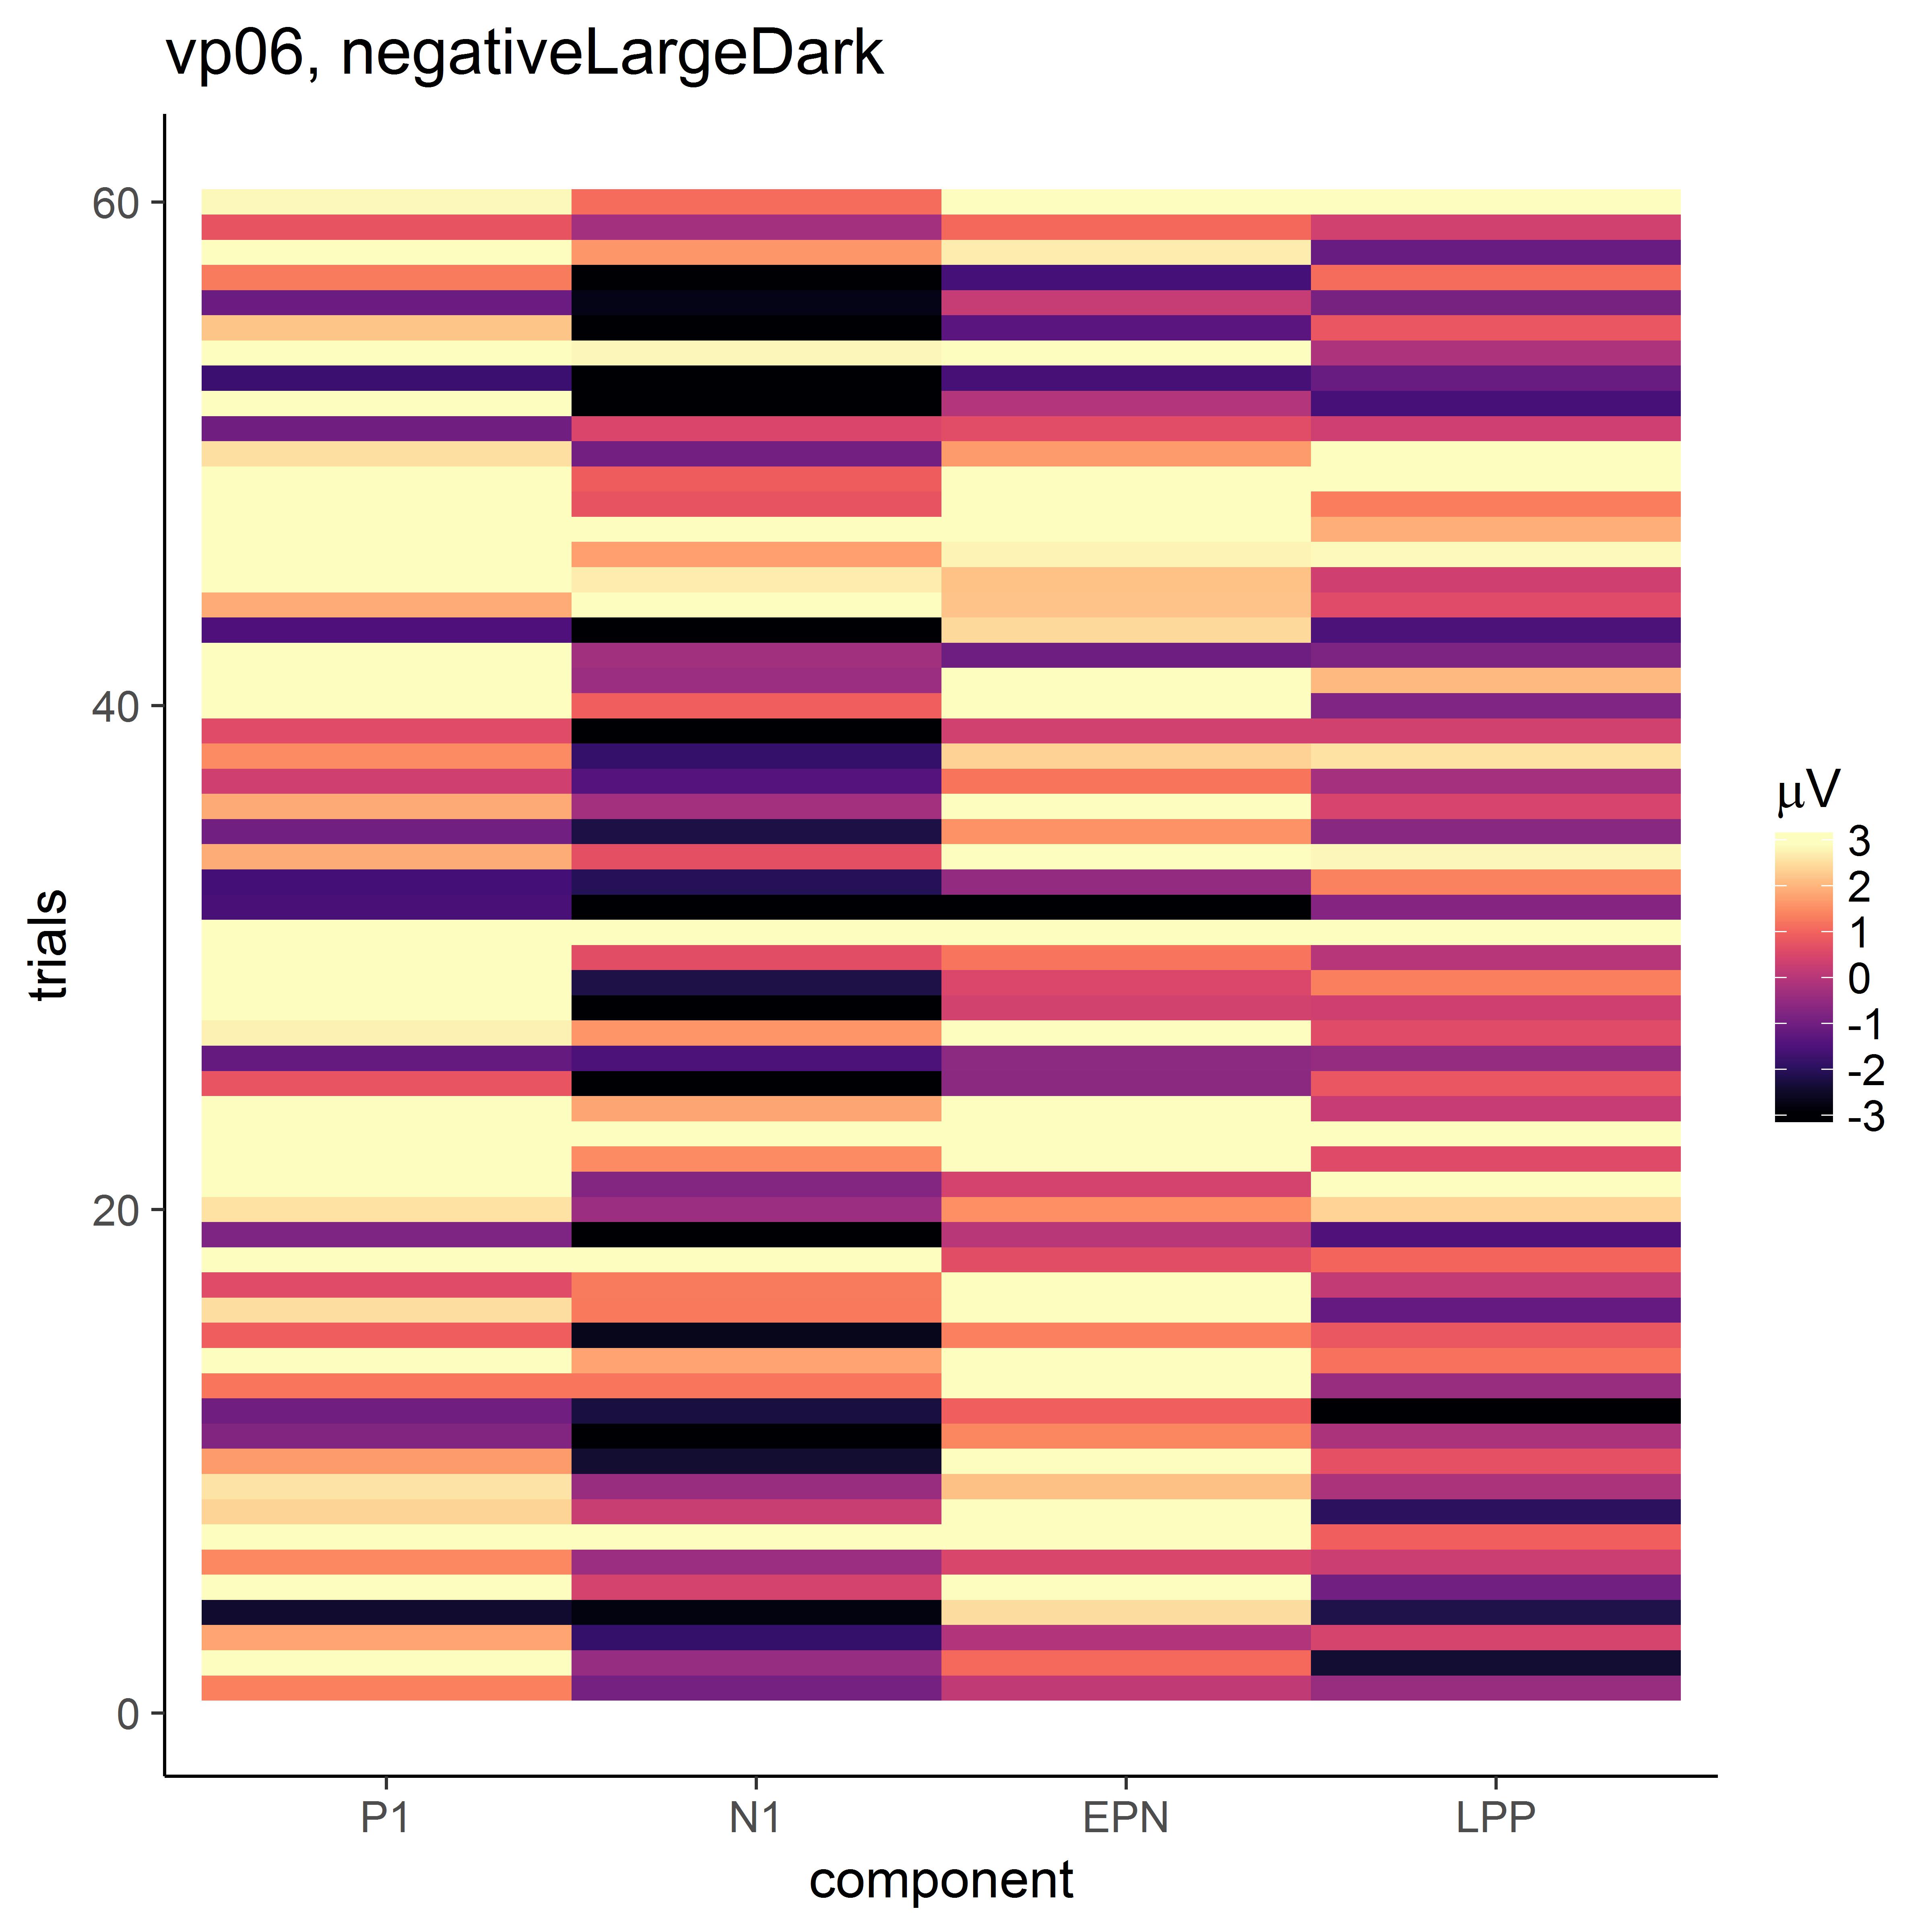 vp06, negativeLargeDark
60
40
20
0
trials
P1 N1 EPN LPP
component
μV
3
2
1
0
-1
-2
-3